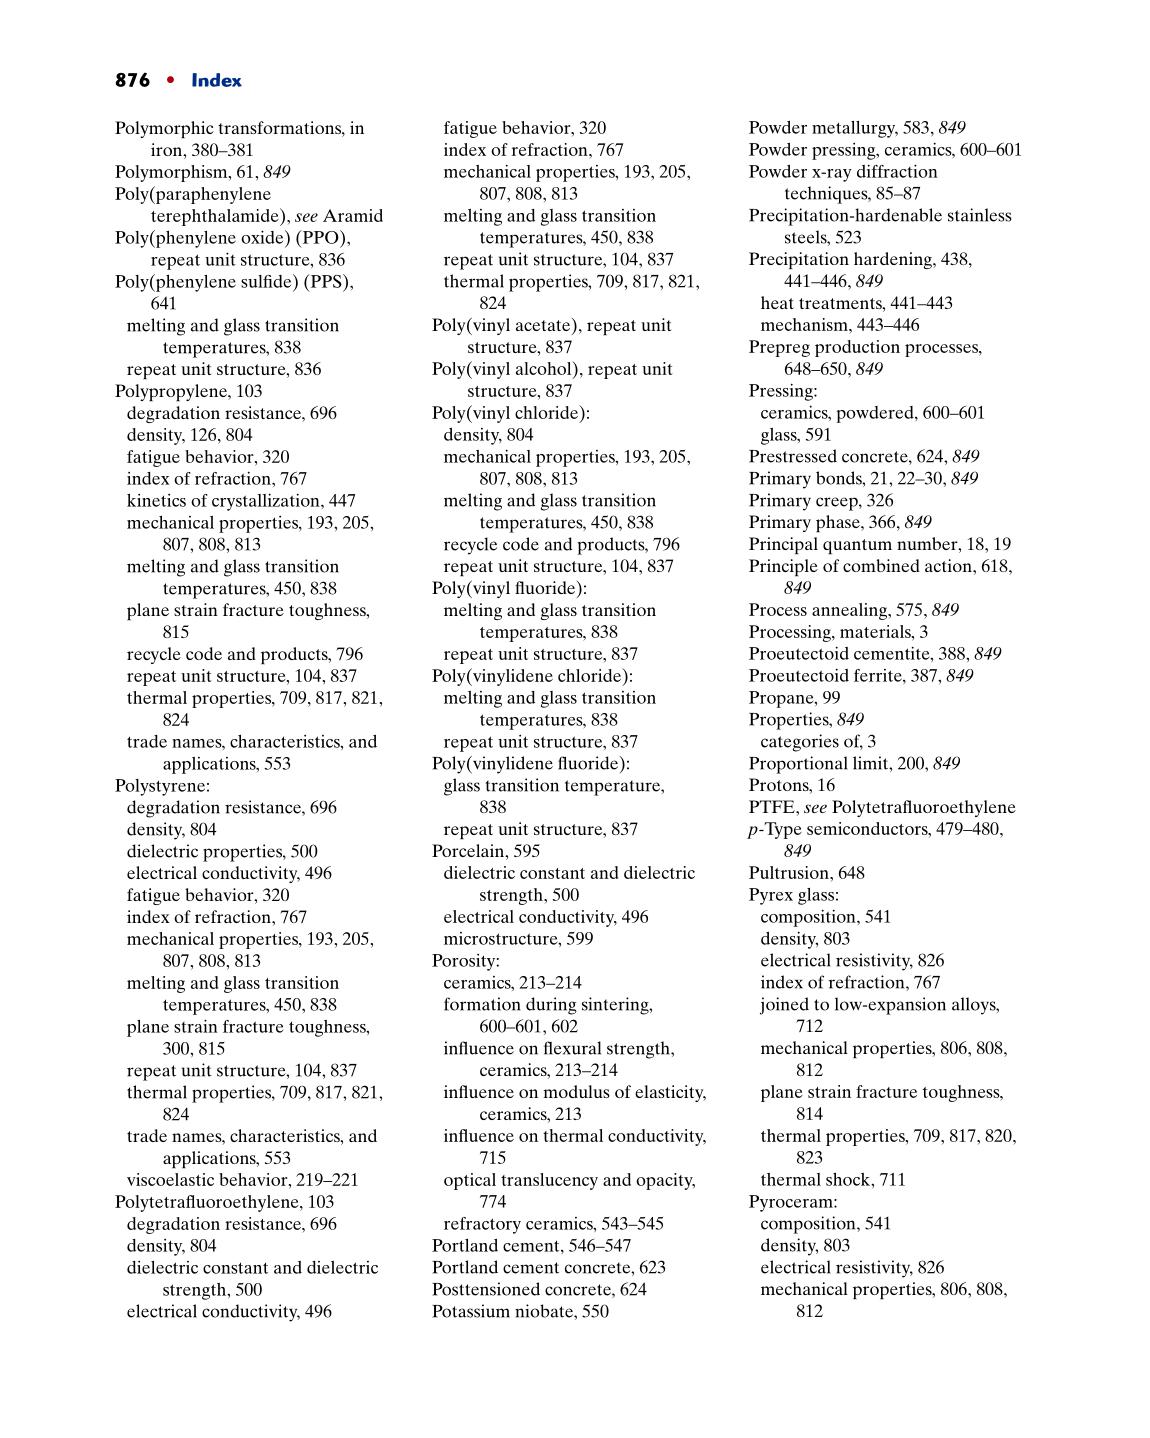 876 • Index
Polymorphic transformations, in
iron, 380–381
Polymorphism, 61, 849
Poly(paraphenylene
terephthalamide), see Aramid
Poly(phenylene oxide) (PPO),
repeat unit structure, 836
Poly(phenylene sulfide) (PPS),
641
melting and glass transition
temperatures, 838
repeat unit structure, 836
Polypropylene, 103
degradation resistance, 696
density, 126, 804
fatigue behavior, 320
index of refraction, 767
kinetics of crystallization, 447
mechanical properties, 193, 205,
807, 808, 813
melting and glass transition
temperatures, 450, 838
plane strain fracture toughness,
815
recycle code and products, 796
repeat unit structure, 104, 837
thermal properties, 709, 817, 821,
824
trade names, characteristics, and
applications, 553
Polystyrene:
degradation resistance, 696
density, 804
dielectric properties, 500
electrical conductivity, 496
fatigue behavior, 320
index of refraction, 767
mechanical properties, 193, 205,
807, 808, 813
melting and glass transition
temperatures, 450, 838
plane strain fracture toughness,
300, 815
repeat unit structure, 104, 837
thermal properties, 709, 817, 821,
824
trade names, characteristics, and
applications, 553
viscoelastic behavior, 219–221
Polytetrafluoroethylene, 103
degradation resistance, 696
density, 804
dielectric constant and dielectric
strength, 500
electrical conductivity, 496
fatigue behavior, 320
index of refraction, 767
mechanical properties, 193, 205,
807, 808, 813
melting and glass transition
temperatures, 450, 838
repeat unit structure, 104, 837
thermal properties, 709, 817, 821,
824
Poly(vinyl acetate), repeat unit
structure, 837
Poly(vinyl alcohol), repeat unit
structure, 837
Poly(vinyl chloride):
density, 804
mechanical properties, 193, 205,
807, 808, 813
melting and glass transition
temperatures, 450, 838
recycle code and products, 796
repeat unit structure, 104, 837
Poly(vinyl fluoride):
melting and glass transition
temperatures, 838
repeat unit structure, 837
Poly(vinylidene chloride):
melting and glass transition
temperatures, 838
repeat unit structure, 837
Poly(vinylidene fluoride):
glass transition temperature,
838
repeat unit structure, 837
Porcelain, 595
dielectric constant and dielectric
strength, 500
electrical conductivity, 496
microstructure, 599
Porosity:
ceramics, 213–214
formation during sintering,
600–601, 602
influence on flexural strength,
ceramics, 213–214
influence on modulus of elasticity,
ceramics, 213
influence on thermal conductivity,
715
optical translucency and opacity,
774
refractory ceramics, 543–545
Portland cement, 546–547
Portland cement concrete, 623
Posttensioned concrete, 624
Potassium niobate, 550
Powder metallurgy, 583, 849
Powder pressing, ceramics, 600–601
Powder x-ray diffraction
techniques, 85–87
Precipitation-hardenable stainless
steels, 523
Precipitation hardening, 438,
441–446, 849
heat treatments, 441–443
mechanism, 443–446
Prepreg production processes,
648–650, 849
Pressing:
ceramics, powdered, 600–601
glass, 591
Prestressed concrete, 624, 849
Primary bonds, 21, 22–30, 849
Primary creep, 326
Primary phase, 366, 849
Principal quantum number, 18, 19
Principle of combined action, 618,
849
Process annealing, 575, 849
Processing, materials, 3
Proeutectoid cementite, 388, 849
Proeutectoid ferrite, 387, 849
Propane, 99
Properties, 849
categories of, 3
Proportional limit, 200, 849
Protons, 16
PTFE, see Polytetrafluoroethylene
p-Type semiconductors, 479–480,
849
Pultrusion, 648
Pyrex glass:
composition, 541
density, 803
electrical resistivity, 826
index of refraction, 767
joined to low-expansion alloys,
712
mechanical properties, 806, 808,
812
plane strain fracture toughness,
814
thermal properties, 709, 817, 820,
823
thermal shock, 711
Pyroceram:
composition, 541
density, 803
electrical resistivity, 826
mechanical properties, 806, 808,
812